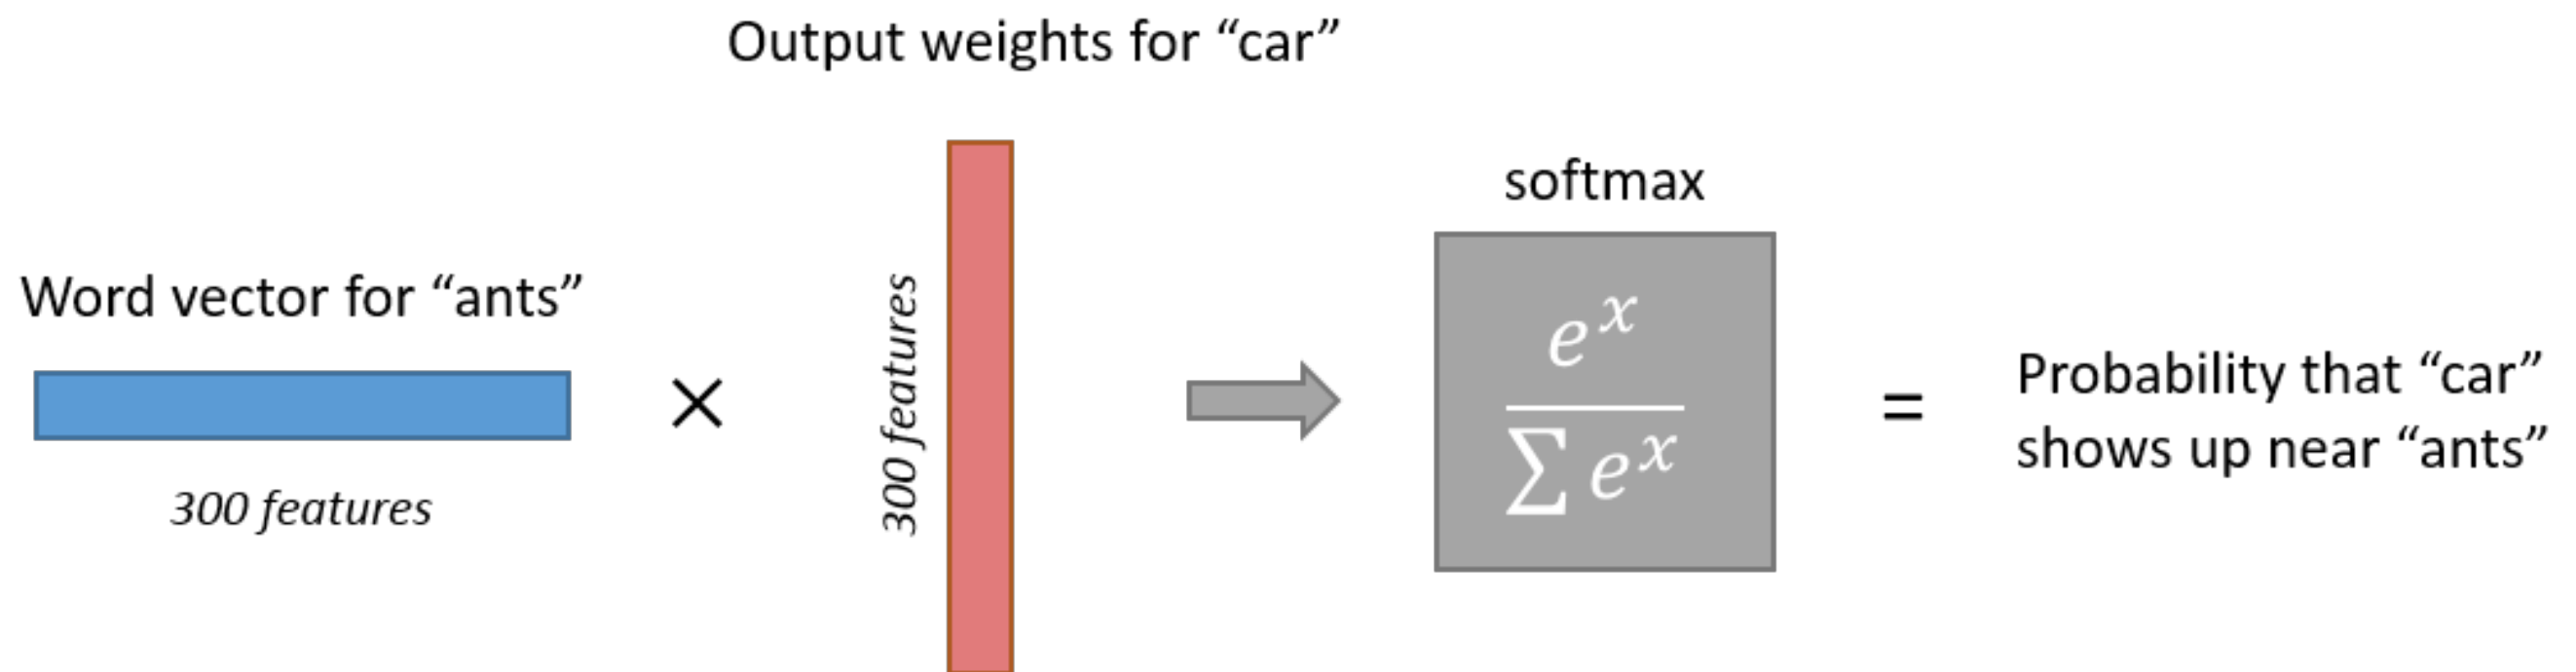 Output weights for “car”
softmax
Word vector for “ants”
300 features
×
300 features
e^x
∑ e^x
=
Probability that “car”
shows up near “ants”